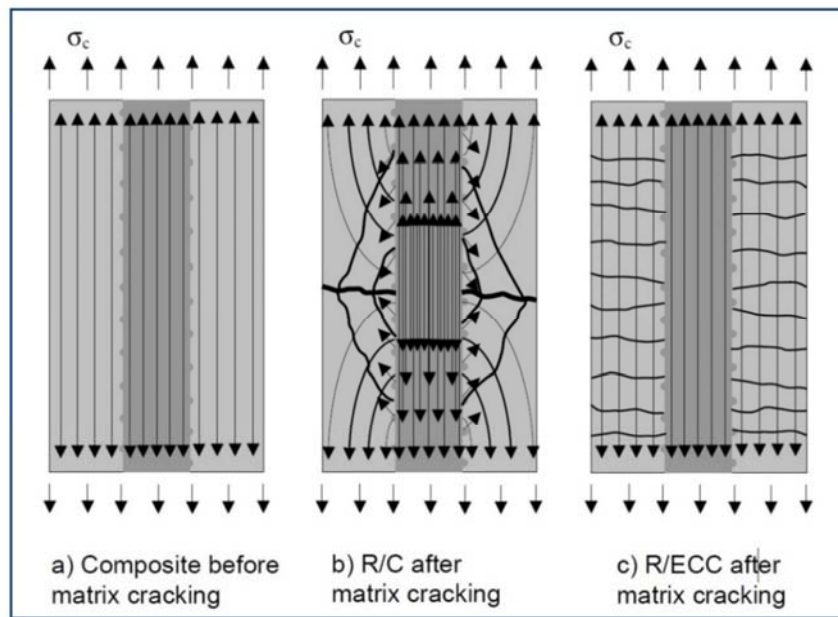 σc
σc
σc
a) Composite before
matrix cracking
b) R/C after
matrix cracking
c) R/ECC after
matrix cracking